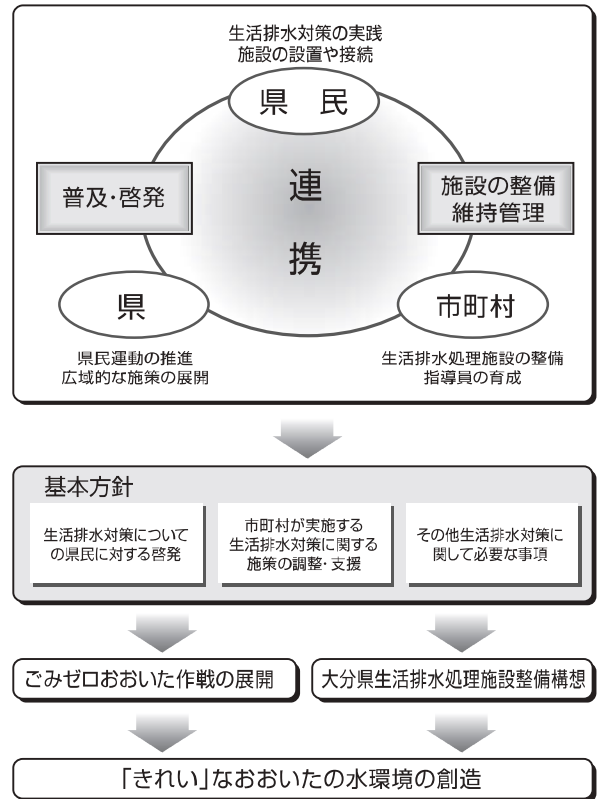 生活排水対策の実践
施設の設置や接続
県 民
連
携
普及・啓発
施設の整備
維持管理
県
市町村
県民運動の推進
広域的な施策の展開
生活排水処理施設の整備
指導員の育成
基本方針
生活排水対策について
の県民に対する啓発
市町村が実施する
生活排水対策に関する
施策の調整・支援
その他生活排水対策に
関して必要な事項
ごみゼロおおいた作戦の展開
大分県生活排水処理施設整備構想
「きれい」なおおいたの水環境の創造